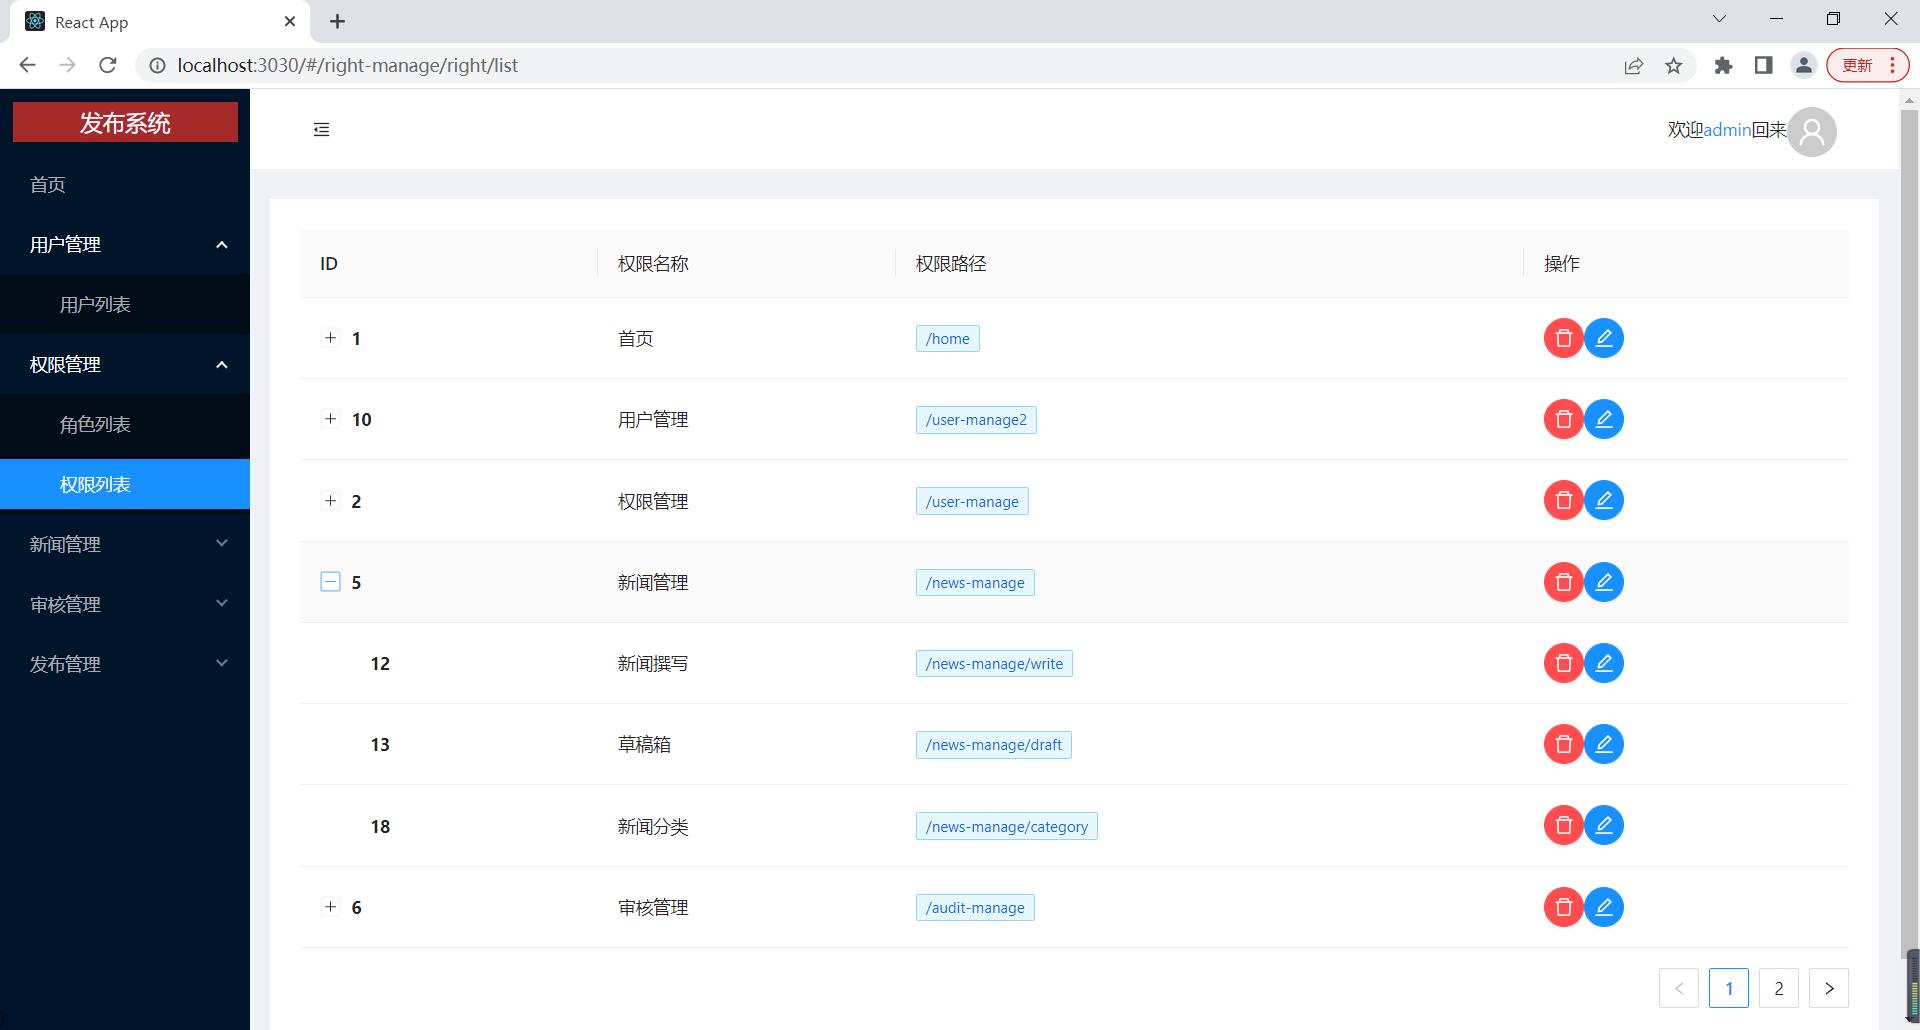 React App
localhost:3030/#/right-manage/right/list
更新
发布系统
欢迎admin回来
首页
用户管理
用户列表
权限管理
角色列表
权限列表
新闻管理
审核管理
发布管理
ID 权限名称 权限路径 操作
1 首页 /home
10 用户管理 /user-manage2
2 权限管理 /user-manage
5 新闻管理 /news-manage
12 新闻撰写 /news-manage/write
13 草稿箱 /news-manage/draft
18 新闻分类 /news-manage/category
6 审核管理 /audit-manage
1 2